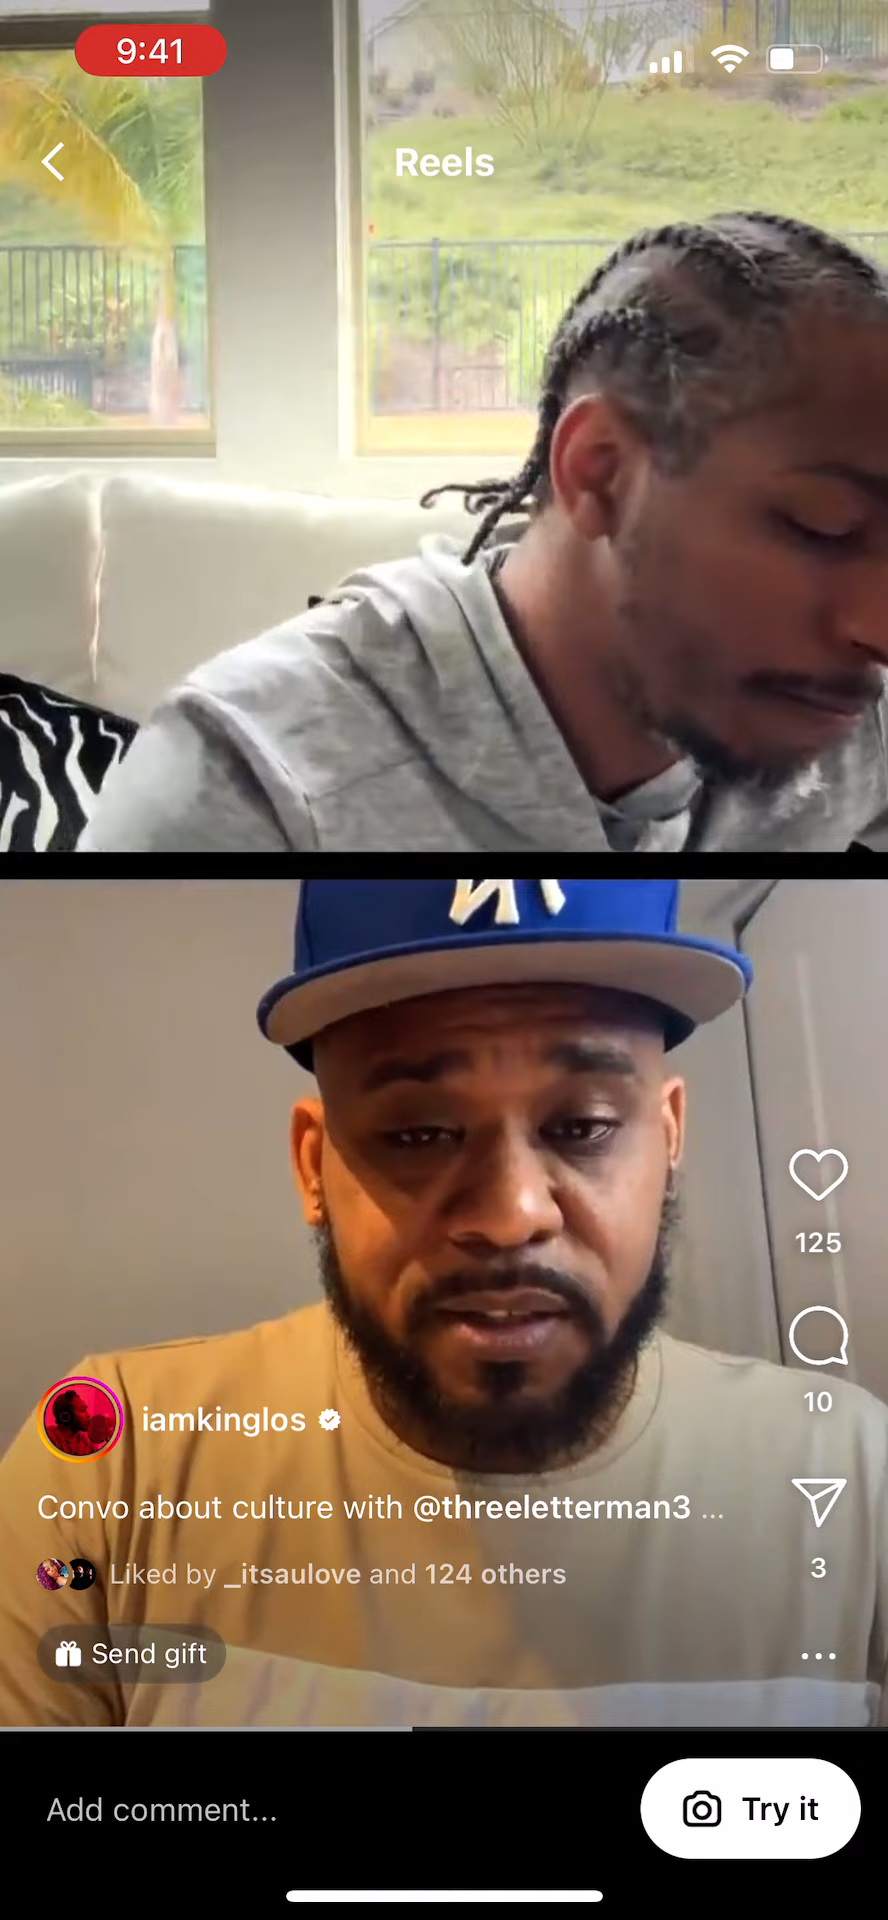 9:41
Reels
125
10
iamkinglos
Convo about culture with @threeletterman3 ...
3
Liked by _itsaulove and 124 others
Send gift
Add comment...
Try it